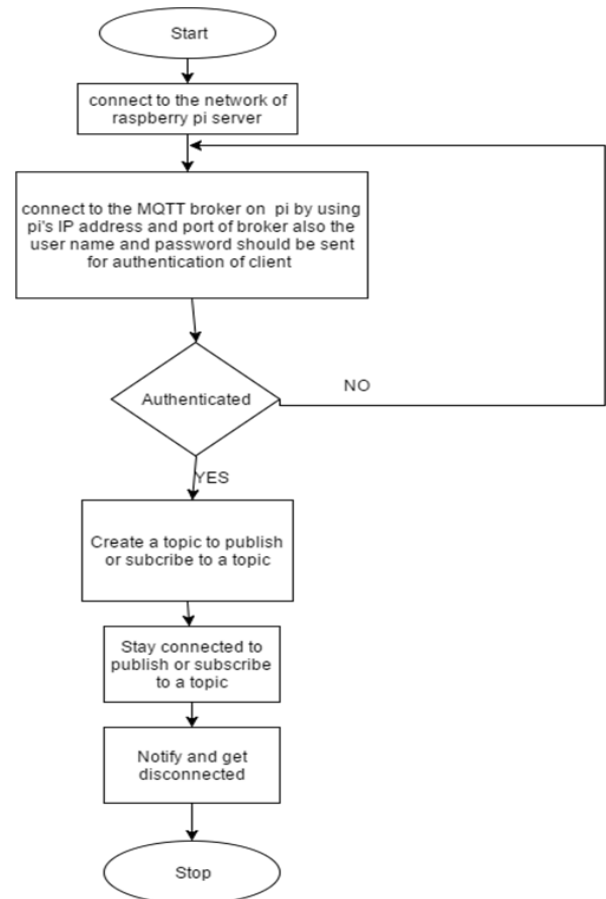 Start
connect to the network of
raspberry pi server
connect to the MQTT broker on pi by using
pi's IP address and port of broker also the
user name and password should be sent
for authentication of client
Authenticated
NO
YES
Create a topic to publish
or subcribe to a topic
Stay connected to
publish or subscribe
to a topic
Notify and get
disconnected
Stop